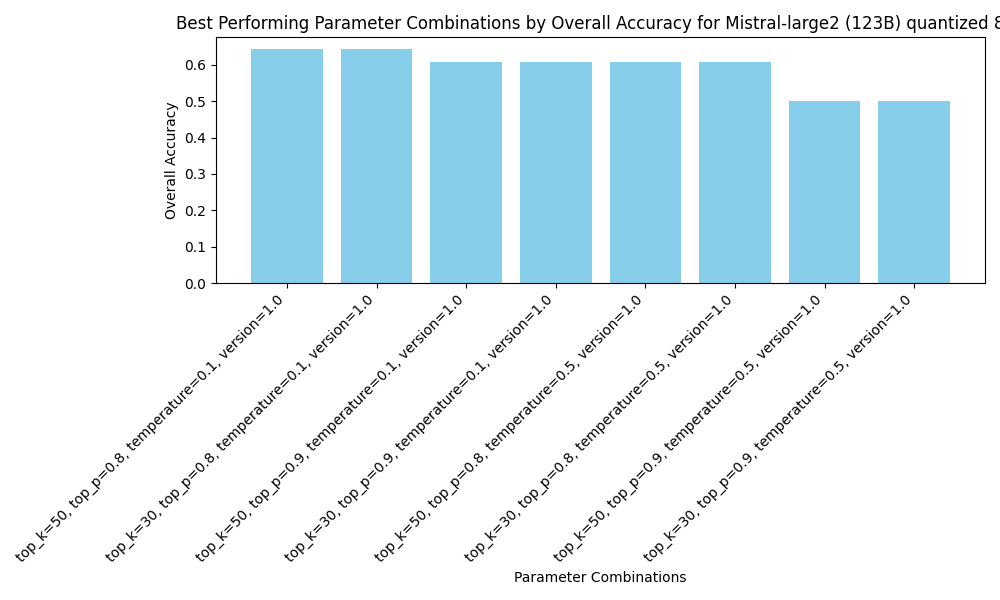 Best Performing Parameter Combinations by Overall Accuracy for Mistral-large2 (123B) quantized 8
Overall Accuracy
0.6
0.5
0.4
0.3
0.2
0.1
0.0
top_k=50, top_p=0.8, temperature=0.1, version=1.0
top_k=30, top_p=0.8, temperature=0.1, version=1.0
top_k=50, top_p=0.9, temperature=0.1, version=1.0
top_k=30, top_p=0.9, temperature=0.1, version=1.0
top_k=50, top_p=0.8, temperature=0.5, version=1.0
top_k=30, top_p=0.8, temperature=0.5, version=1.0
top_k=50, top_p=0.9, temperature=0.5, version=1.0
top_k=30, top_p=0.9, temperature=0.5, version=1.0
Parameter Combinations